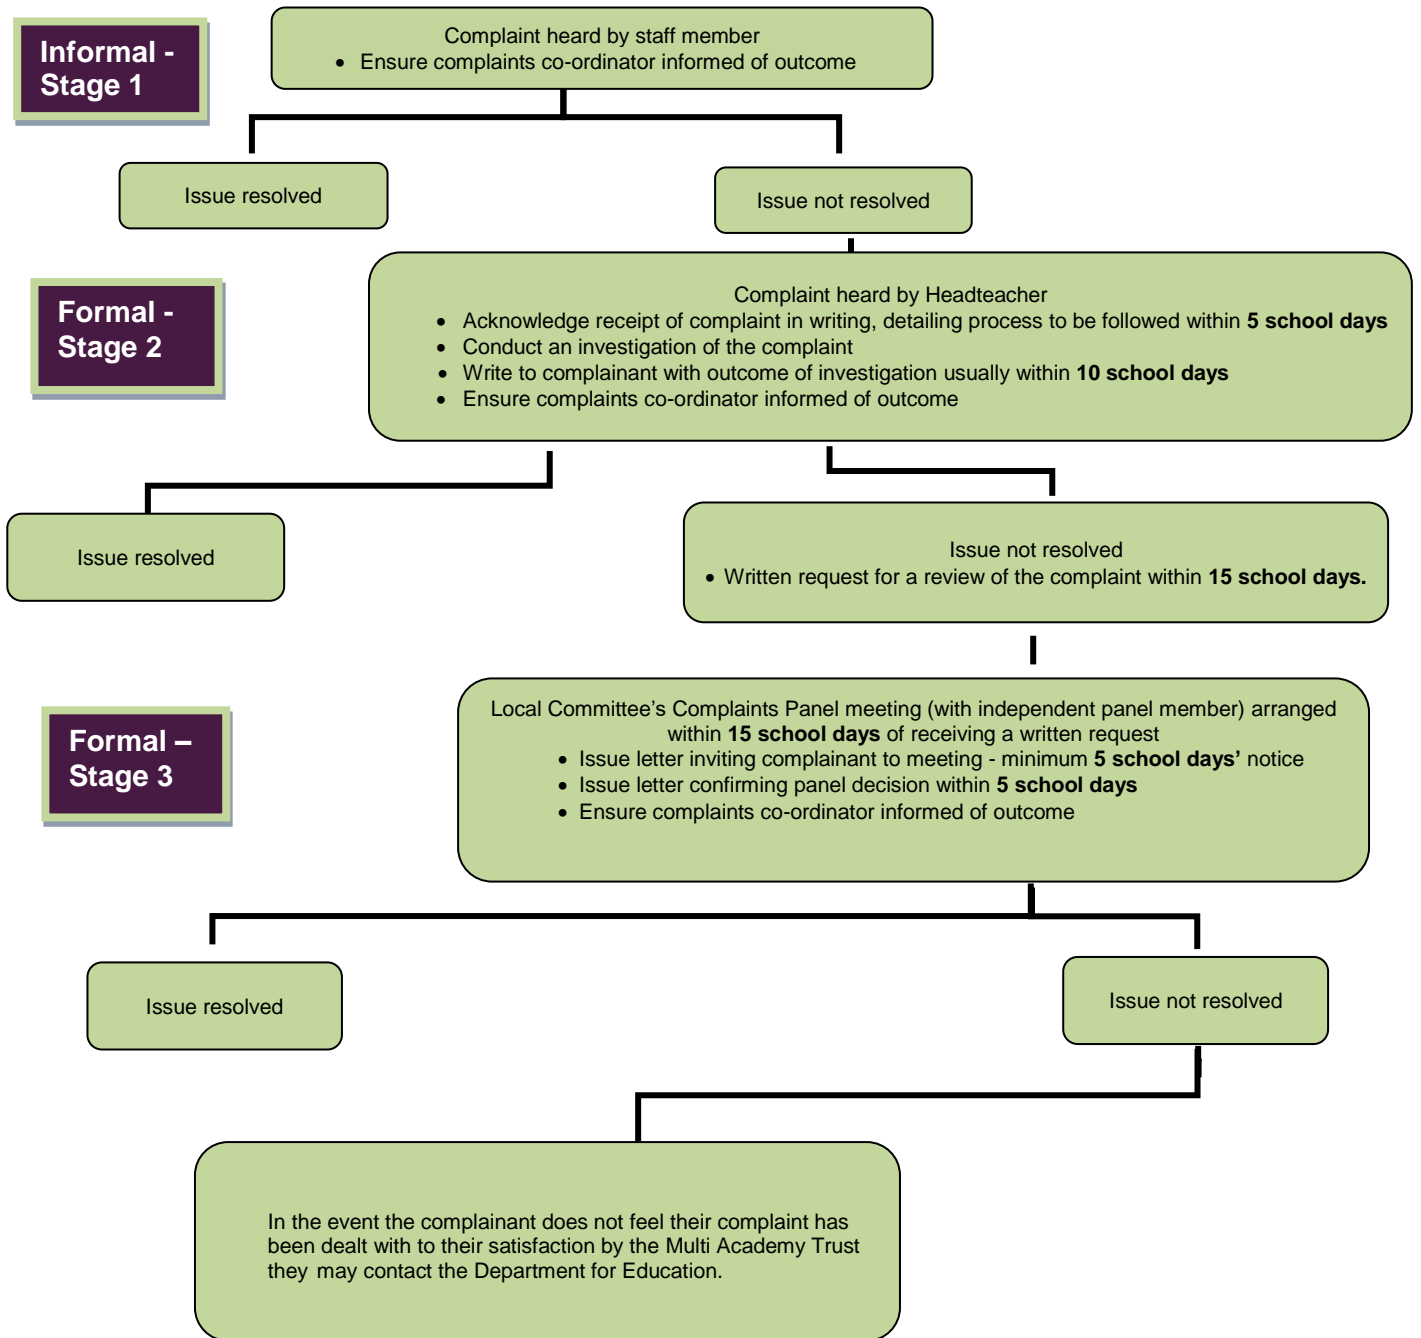 Informal -
Stage 1
Complaint heard by staff member
• Ensure complaints co-ordinator informed of outcome
Issue resolved
Issue not resolved
Formal -
Stage 2
Complaint heard by Headteacher
• Acknowledge receipt of complaint in writing, detailing process to be followed within 5 school days
• Conduct an investigation of the complaint
• Write to complainant with outcome of investigation usually within 10 school days
• Ensure complaints co-ordinator informed of outcome
Issue resolved
Issue not resolved
• Written request for a review of the complaint within 15 school days.
Formal –
Stage 3
Local Committee’s Complaints Panel meeting (with independent panel member) arranged
within 15 school days of receiving a written request
• Issue letter inviting complainant to meeting - minimum 5 school days’ notice
• Issue letter confirming panel decision within 5 school days
• Ensure complaints co-ordinator informed of outcome
Issue resolved
Issue not resolved
In the event the complainant does not feel their complaint has
been dealt with to their satisfaction by the Multi Academy Trust
they may contact the Department for Education.